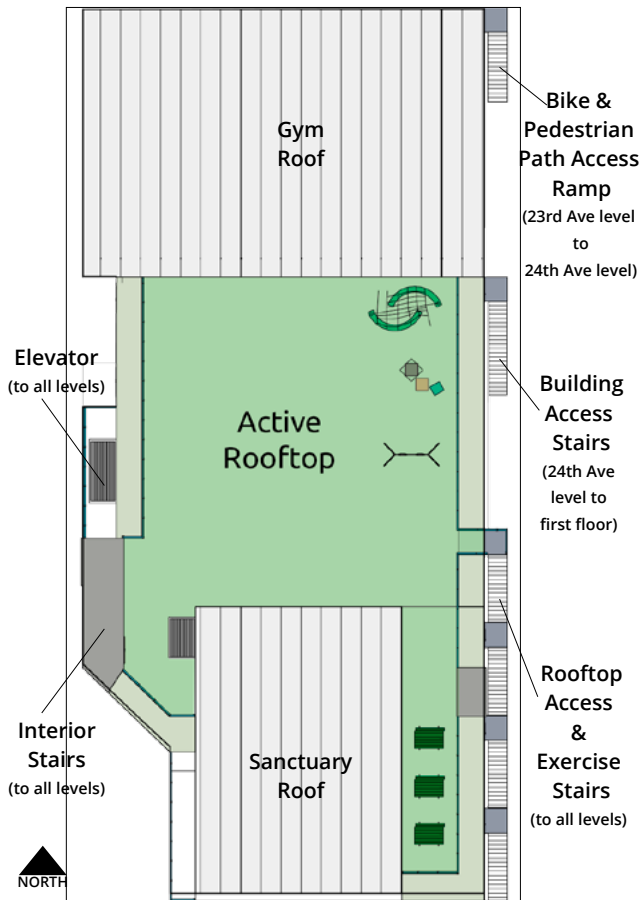 Gym
Roof
Bike &
Pedestrian
Path Access
Ramp
(23rd Ave level
to
24th Ave level)
Elevator
(to all levels)
Active
Rooftop
Building
Access
Stairs
(24th Ave
level to
first floor)
Rooftop
Access
&
Exercise
Stairs
(to all levels)
Interior
Stairs
(to all levels)
Sanctuary
Roof
NORTH